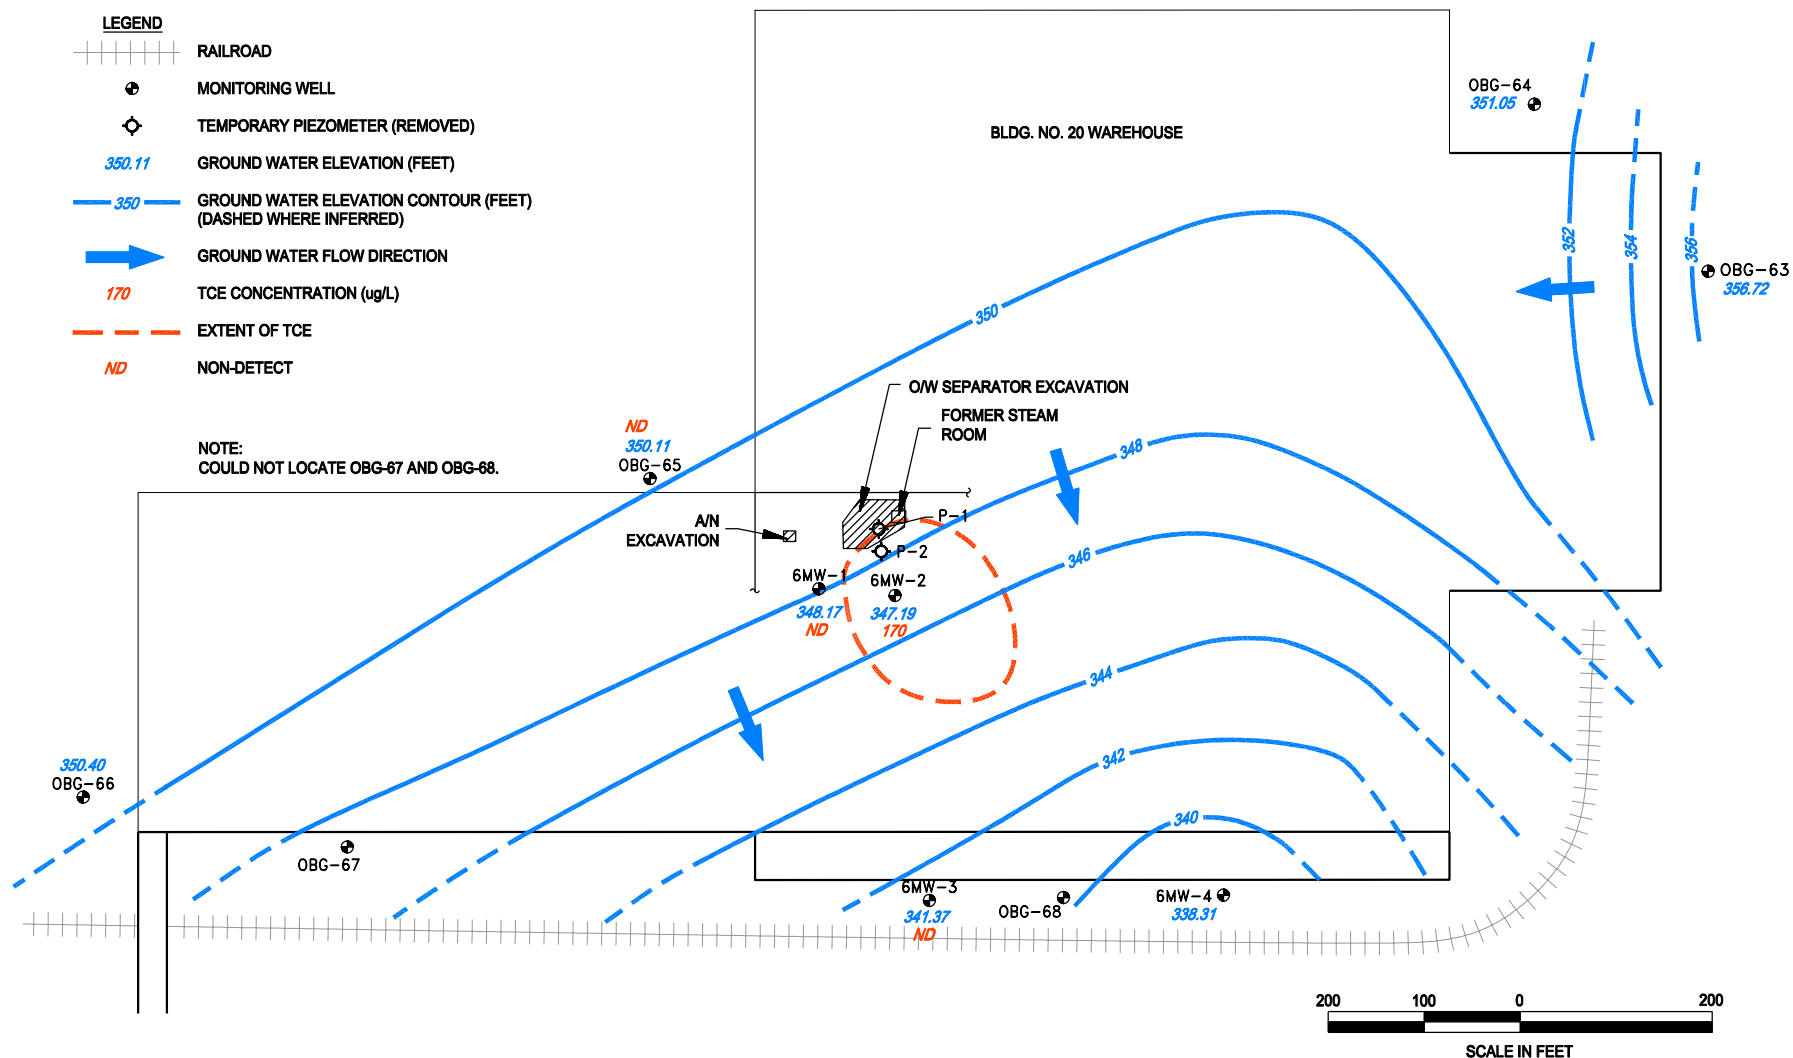 LEGEND
RAILROAD
MONITORING WELL
TEMPORARY PIEZOMETER (REMOVED)
350.11
GROUND WATER ELEVATION (FEET)
350
GROUND WATER ELEVATION CONTOUR (FEET)
(DASHED WHERE INFERRED)
GROUND WATER FLOW DIRECTION
170
TCE CONCENTRATION (ug/L)
EXTENT OF TCE
ND
NON-DETECT
NOTE:
COULD NOT LOCATE OBG-67 AND OBG-68.
BLDG. NO. 20 WAREHOUSE
OBG-64
351.05
352
354
356
OBG-63
356.72
350
O/W SEPARATOR EXCAVATION
FORMER STEAM
ROOM
ND
350.11
OBG-65
348
A/N
EXCAVATION
P-1
P-2
346
6MW-1
348.17
ND
6MW-2
347.19
170
344
350.40
OBG-66
342
340
OBG-67
6MW-3
341.37
ND
OBG-68
6MW-4
338.31
200
100
0
200
SCALE IN FEET